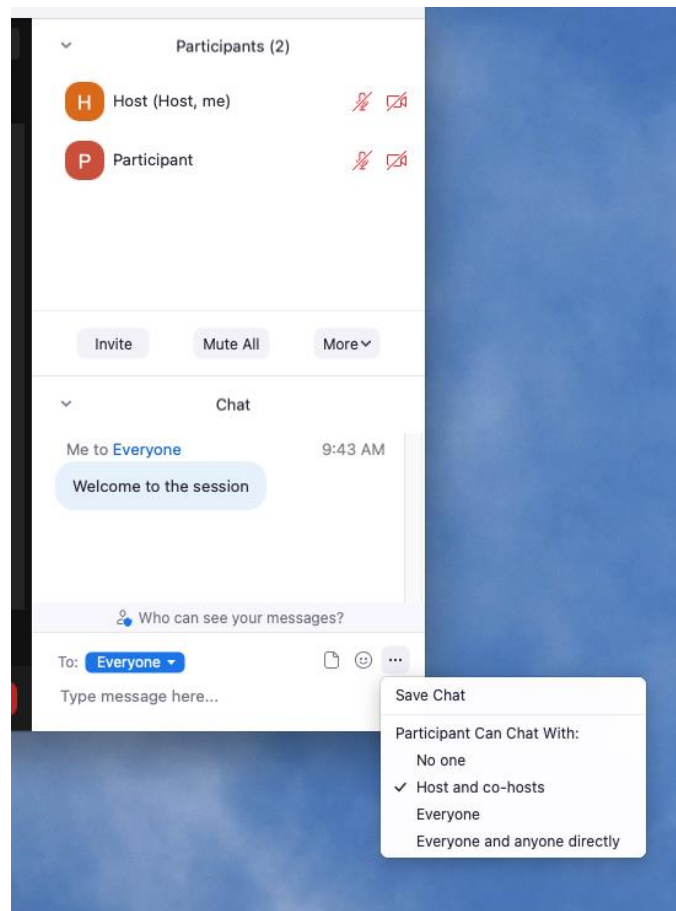 Participants (2)
H Host (Host, me)
P Participant
Invite Mute All More
Chat
Me to Everyone 9:43 AM
Welcome to the session
Who can see your messages?
To: Everyone
Type message here...
Save Chat
Participant Can Chat With:
No one
Host and co-hosts
Everyone
Everyone and anyone directly